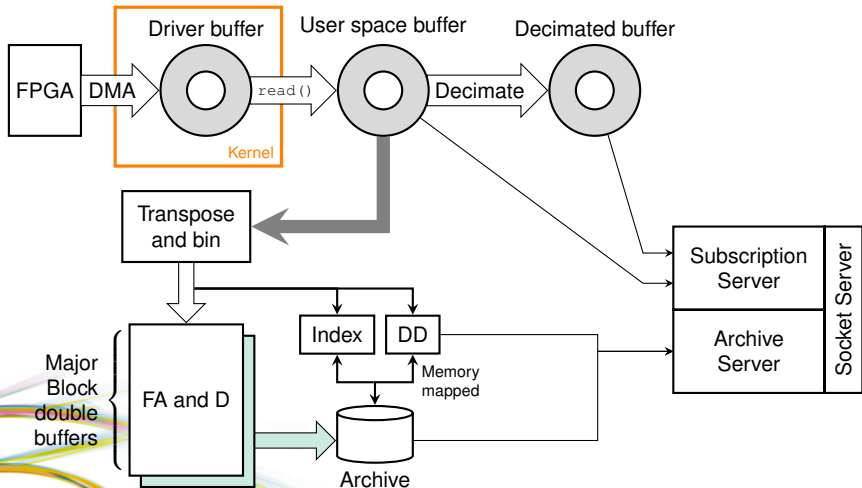 Driver buffer
User space buffer
Decimated buffer
FPGA
DMA
read()
Decimate
Kernel
Transpose
and bin
Subscription
Server
Socket Server
Index
DD
Archive
Server
Major
Block
double
buffers
FA and D
Memory
mapped
Archive